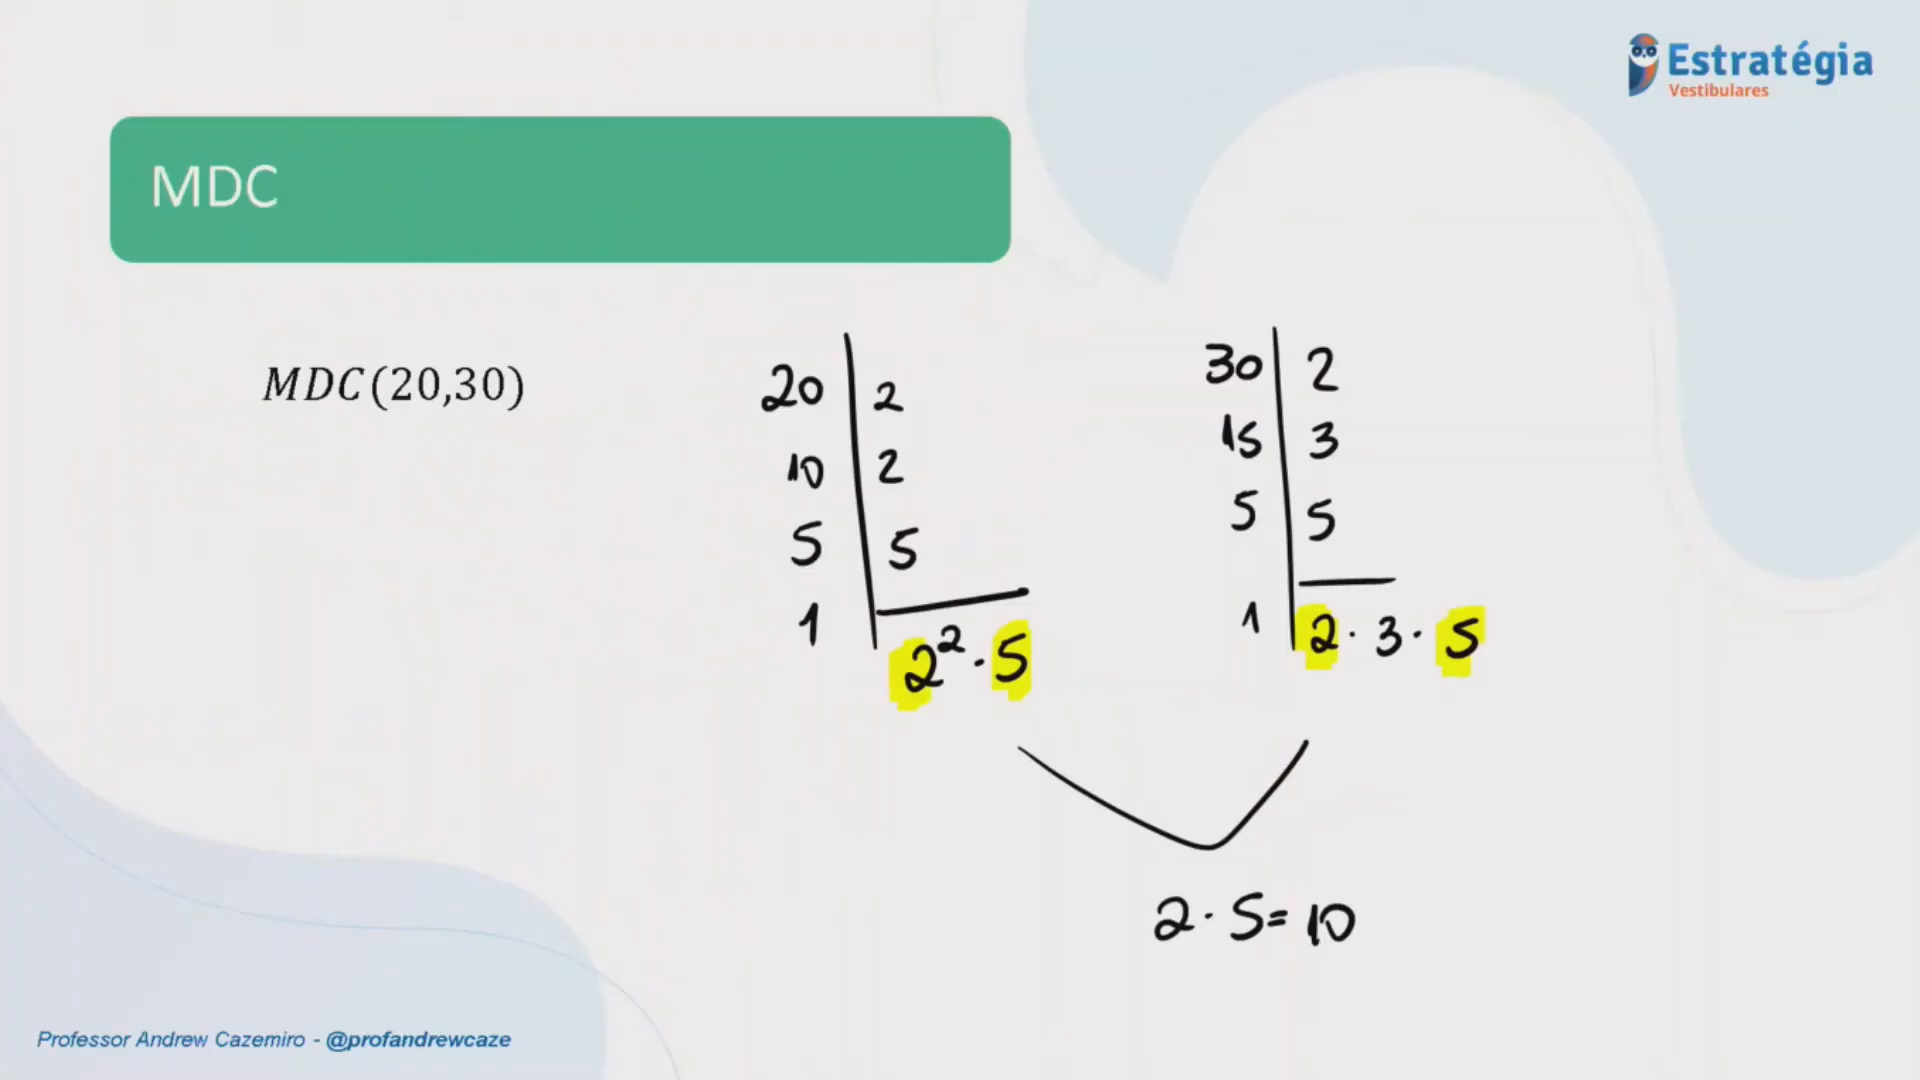 Estratégia
Vestibulares
MDC
MDC(20,30)
20 | 2
10 | 2
5 | 5
1
2² · 5
30 | 2
15 | 3
5 | 5
1
2 · 3 · 5
2 · 5 = 10
Professor Andrew Cazemiro - @profandrewcaze